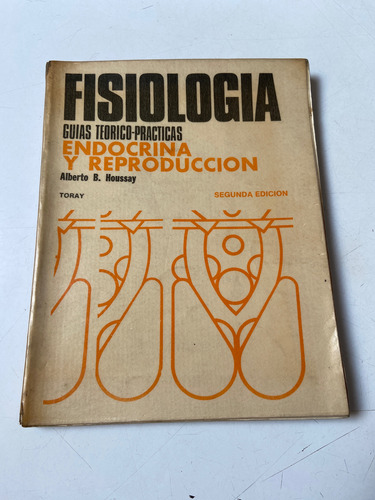 FISIOLOGIA
GUIAS TEORICO-PRACTICAS
ENDOCRINA
Y REPRODUCCION
Alberto B. Houssay
TORAY
SEGUNDA EDICION